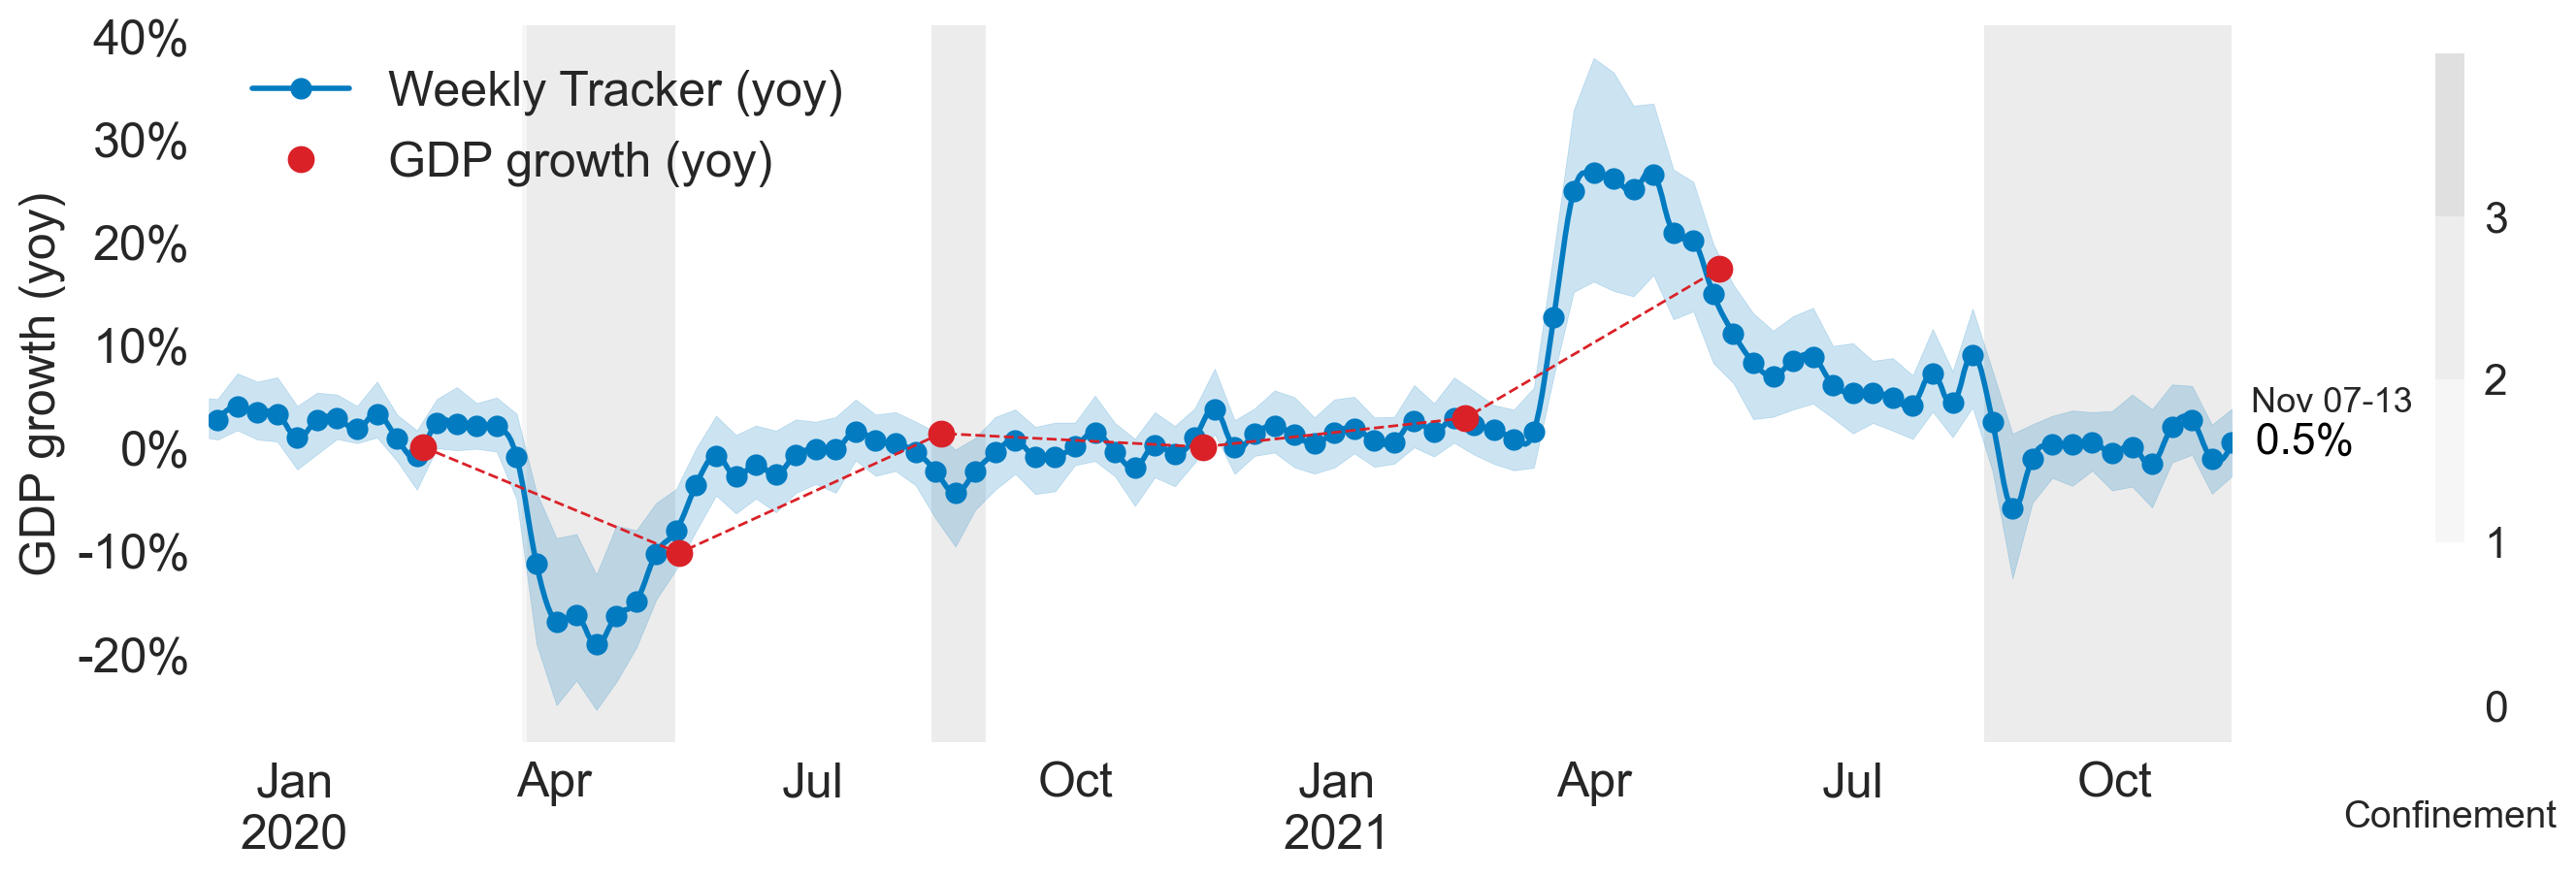 40%
30%
20%
10%
0%
-10%
-20%
GDP growth (yoy)
Weekly Tracker (yoy)
GDP growth (yoy)
Nov 07-13
0.5%
3
2
1
0
Jan Apr Jul Oct Jan Apr Jul Oct
2020 2021
Confinement